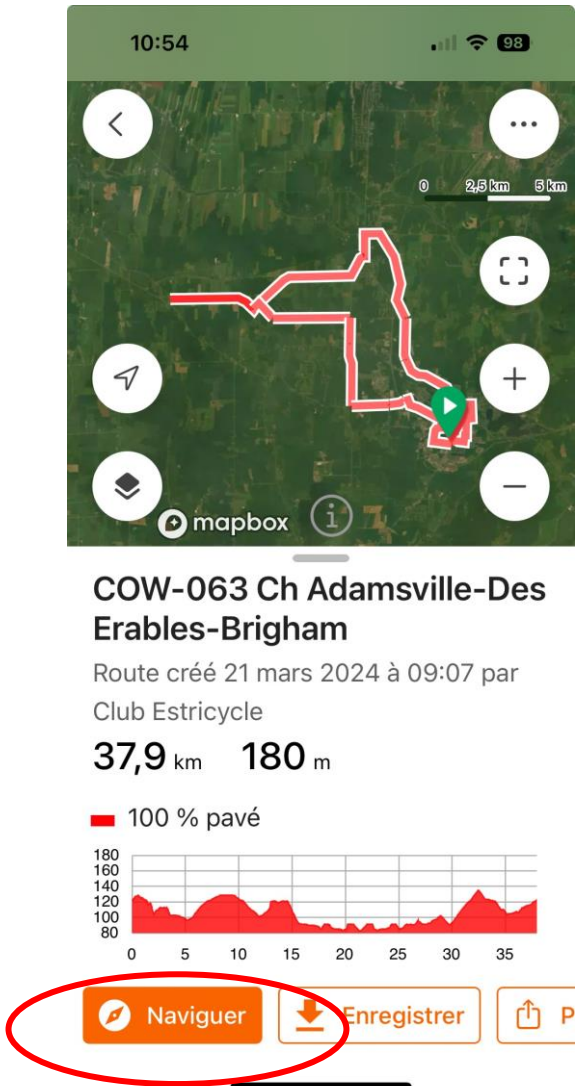 10:54
98
0 2,5 km 5 km
mapbox
COW-063 Ch Adamsville-Des
Erables-Brigham
Route créé 21 mars 2024 à 09:07 par
Club Estricycle
37,9 km 180 m
100 % pavé
180
160
140
120
100
80
0 5 10 15 20 25 30 35
Naviguer Enregistrer P